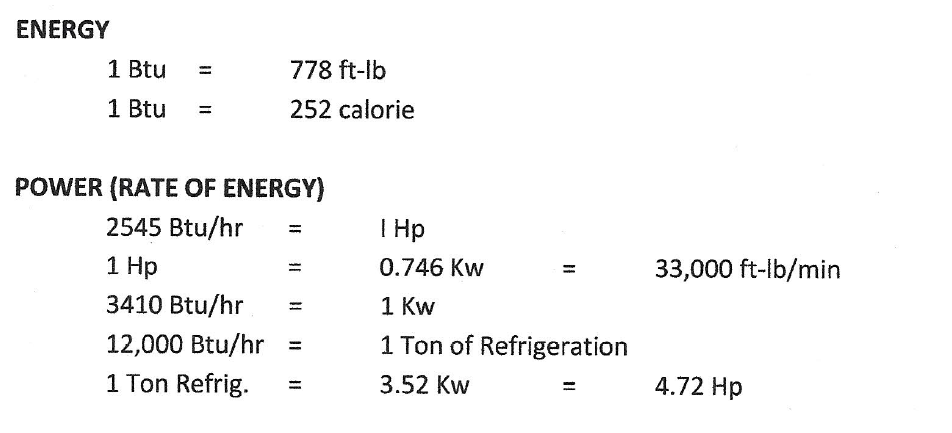 ENERGY
1 Btu = 778 ft-lb
1 Btu = 252 calorie
POWER (RATE OF ENERGY)
2545 Btu/hr = I Hp
1 Hp = 0.746 Kw = 33,000 ft-lb/min
3410 Btu/hr = 1 Kw
12,000 Btu/hr = 1 Ton of Refrigeration
1 Ton Refrig. = 3.52 Kw = 4.72 Hp